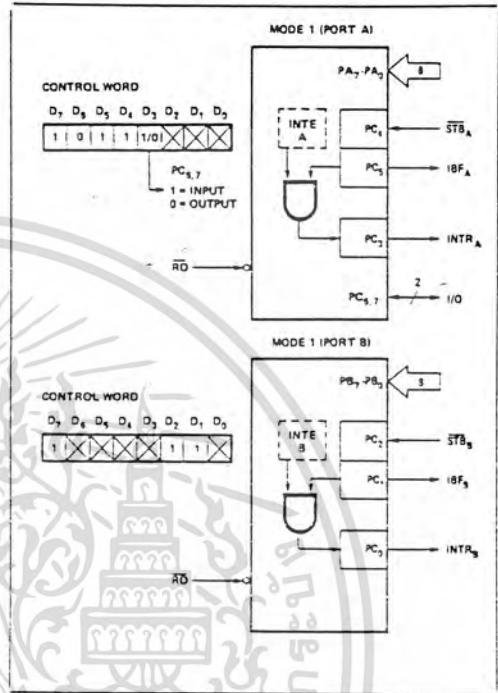 MODE 1 (PORT A)
PA7-PA0
8
CONTROL WORD
D7 D6 D5 D4 D3 D2 D1 D0
1 0 1 1 1/0
PC6,7
1 = INPUT
0 = OUTPUT
INTE
A
PC4
STBA
PC5
IBFA
PC3
INTRA
RD
PC6,7
2
I/O
MODE 1 (PORT B)
PB7-PB0
8
CONTROL WORD
D7 D6 D5 D4 D3 D2 D1 D0
1 1 1
INTE
B
PC2
STBB
PC1
IBFB
PC0
INTRB
RD